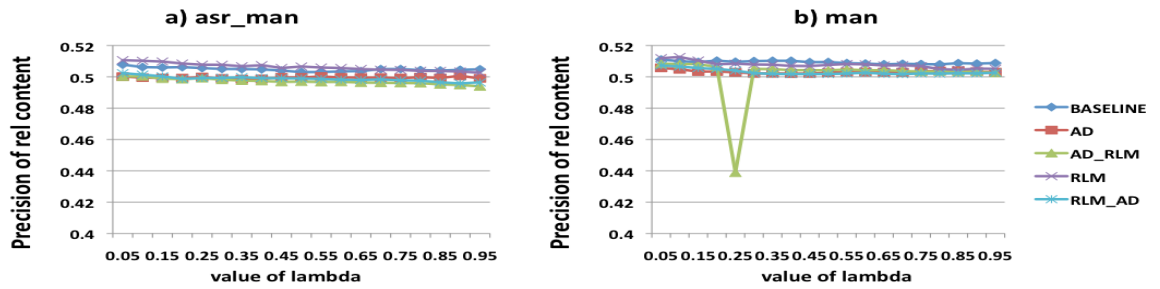 a) asr_man
b) man
Precision of rel content
0.52
0.5
0.48
0.46
0.44
0.42
0.4
0.05 0.15 0.25 0.35 0.45 0.55 0.65 0.75 0.85 0.95
value of lambda
Precision of rel content
0.52
0.5
0.48
0.46
0.44
0.42
0.4
0.05 0.15 0.25 0.35 0.45 0.55 0.65 0.75 0.85 0.95
value of lambda
BASELINE
AD
AD_RLM
RLM
RLM_AD